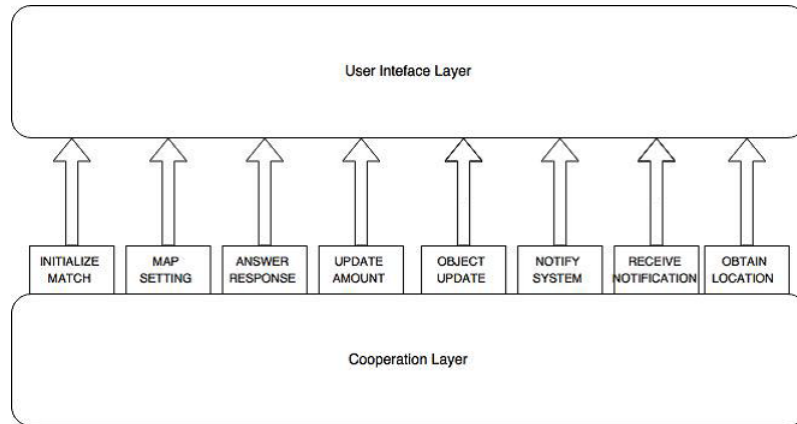 User Inteface Layer
INITIALIZE
MATCH
MAP
SETTING
ANSWER
RESPONSE
UPDATE
AMOUNT
OBJECT
UPDATE
NOTIFY
SYSTEM
RECEIVE
NOTIFICATION
OBTAIN
LOCATION
Cooperation Layer